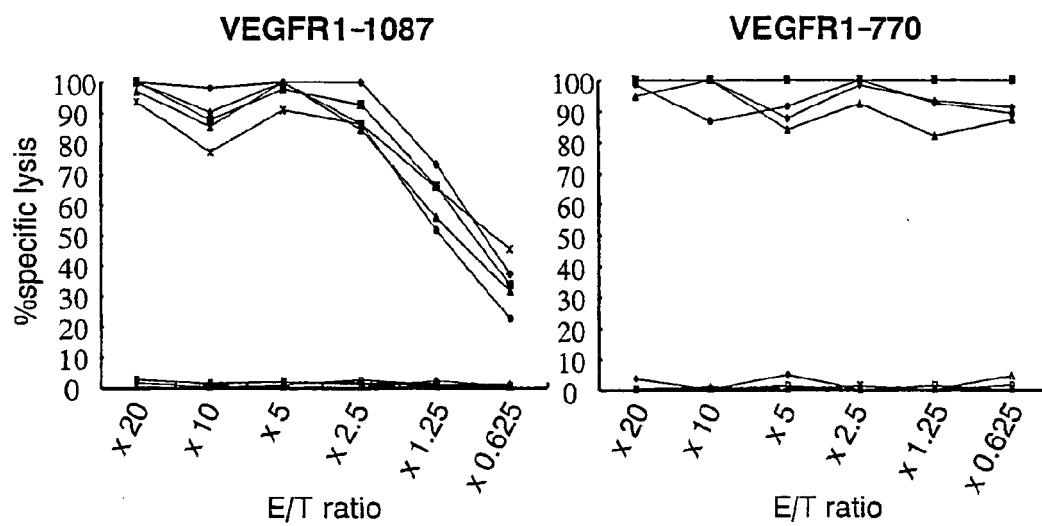 VEGFR1-1087
%specific lysis
100
90
80
70
60
50
40
30
20
10
0
x 20
x 10
x 5
x 2.5
x 1.25
x 0.625
E/T ratio
VEGFR1-770
100
90
80
70
60
50
40
30
20
10
0
x 20
x 10
x 5
x 2.5
x 1.25
x 0.625
E/T ratio